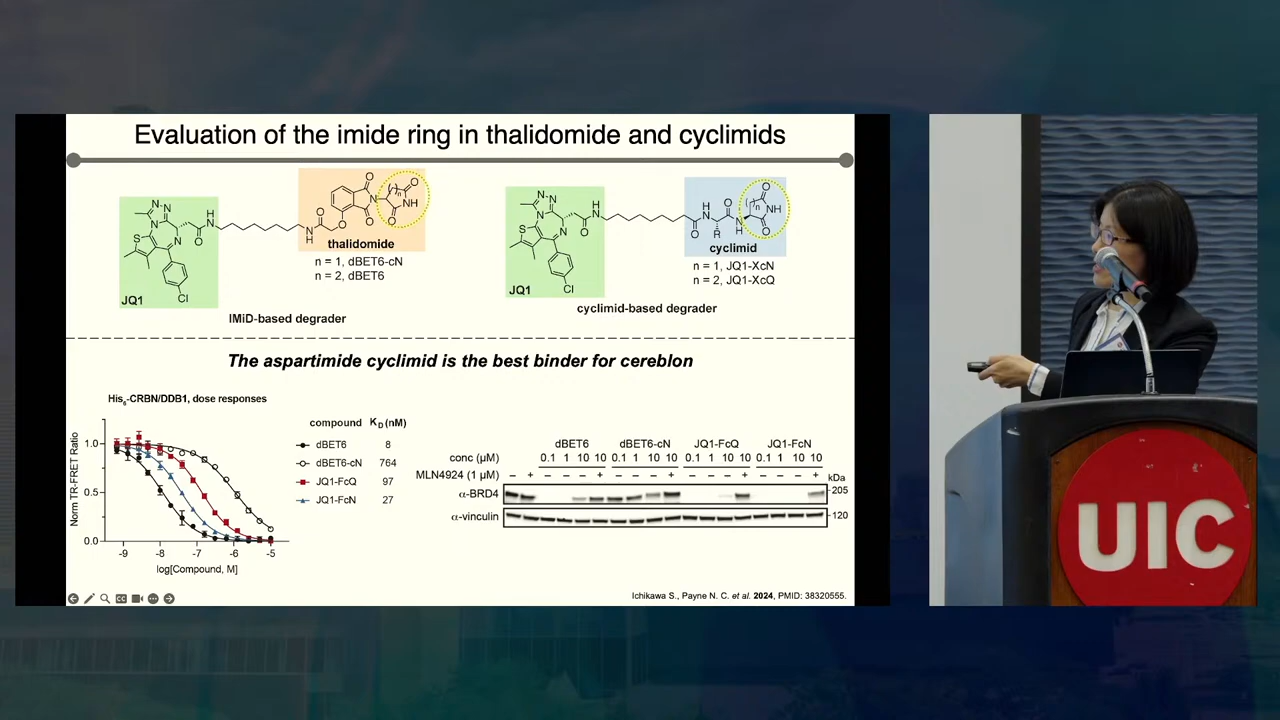 Evaluation of the imide ring in thalidomide and cyclimids
thalidomide
n = 1, dBET6-cN
n = 2, dBET6
JQ1
IMiD-based degrader
cyclimid
n = 1, JQ1-XcN
n = 2, JQ1-XcQ
JQ1
cyclimid-based degrader
The aspartimide cyclimid is the best binder for cereblon
His6-CRBN/DDB1, dose responses
Norm TR-FRET Ratio
1.0
0.5
0.0
-9 -8 -7 -6 -5
log[Compound, M]
compound KD (nM)
dBET6 8
dBET6-cN 764
JQ1-FcQ 97
JQ1-FcN 27
dBET6 dBET6-cN JQ1-FcQ JQ1-FcN
conc (μM) 0.1 1 10 10 0.1 1 10 10 0.1 1 10 10 0.1 1 10 10
MLN4924 (1 μM) – + – – – + – – – + – – – + – – – +
kDa
α-BRD4 205
α-vinculin 120
Ichikawa S., Payne N. C. et al. 2024, PMID: 38320555.
UIC